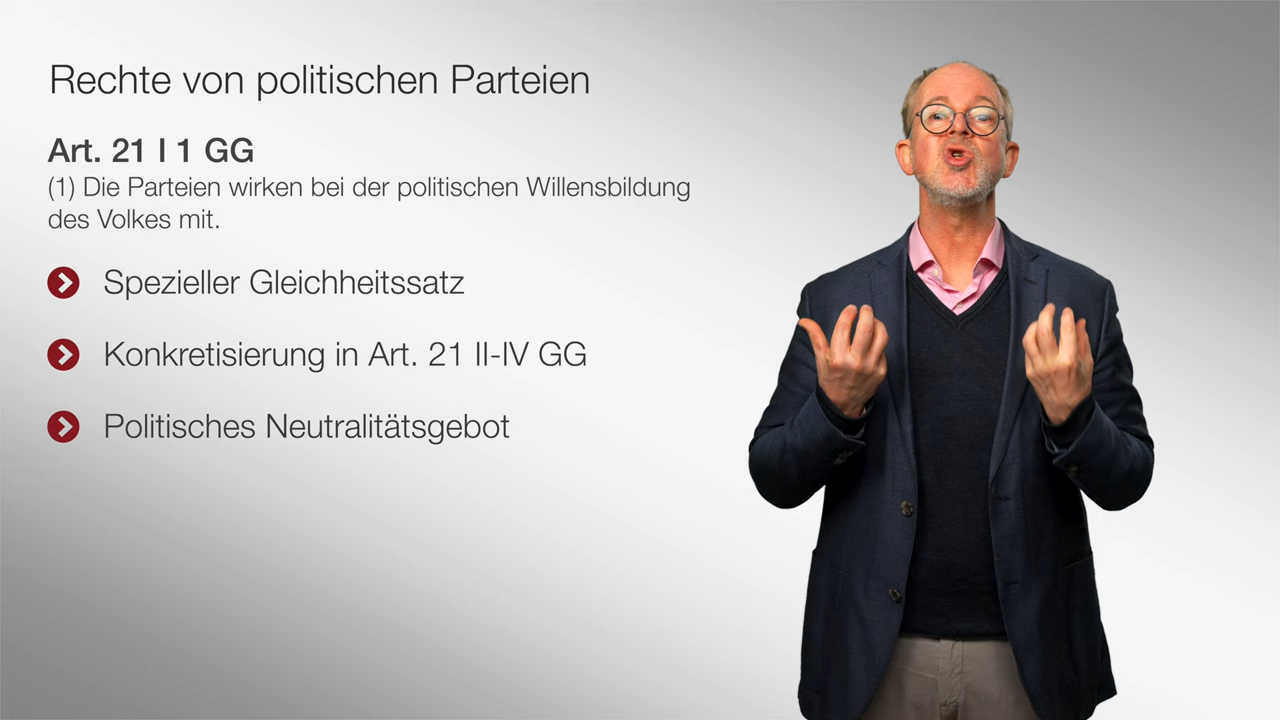 Rechte von politischen Parteien
Art. 21 I 1 GG
(1) Die Parteien wirken bei der politischen Willensbildung
des Volkes mit.
Spezieller Gleichheitssatz
Konkretisierung in Art. 21 II-IV GG
Politisches Neutralitätsgebot